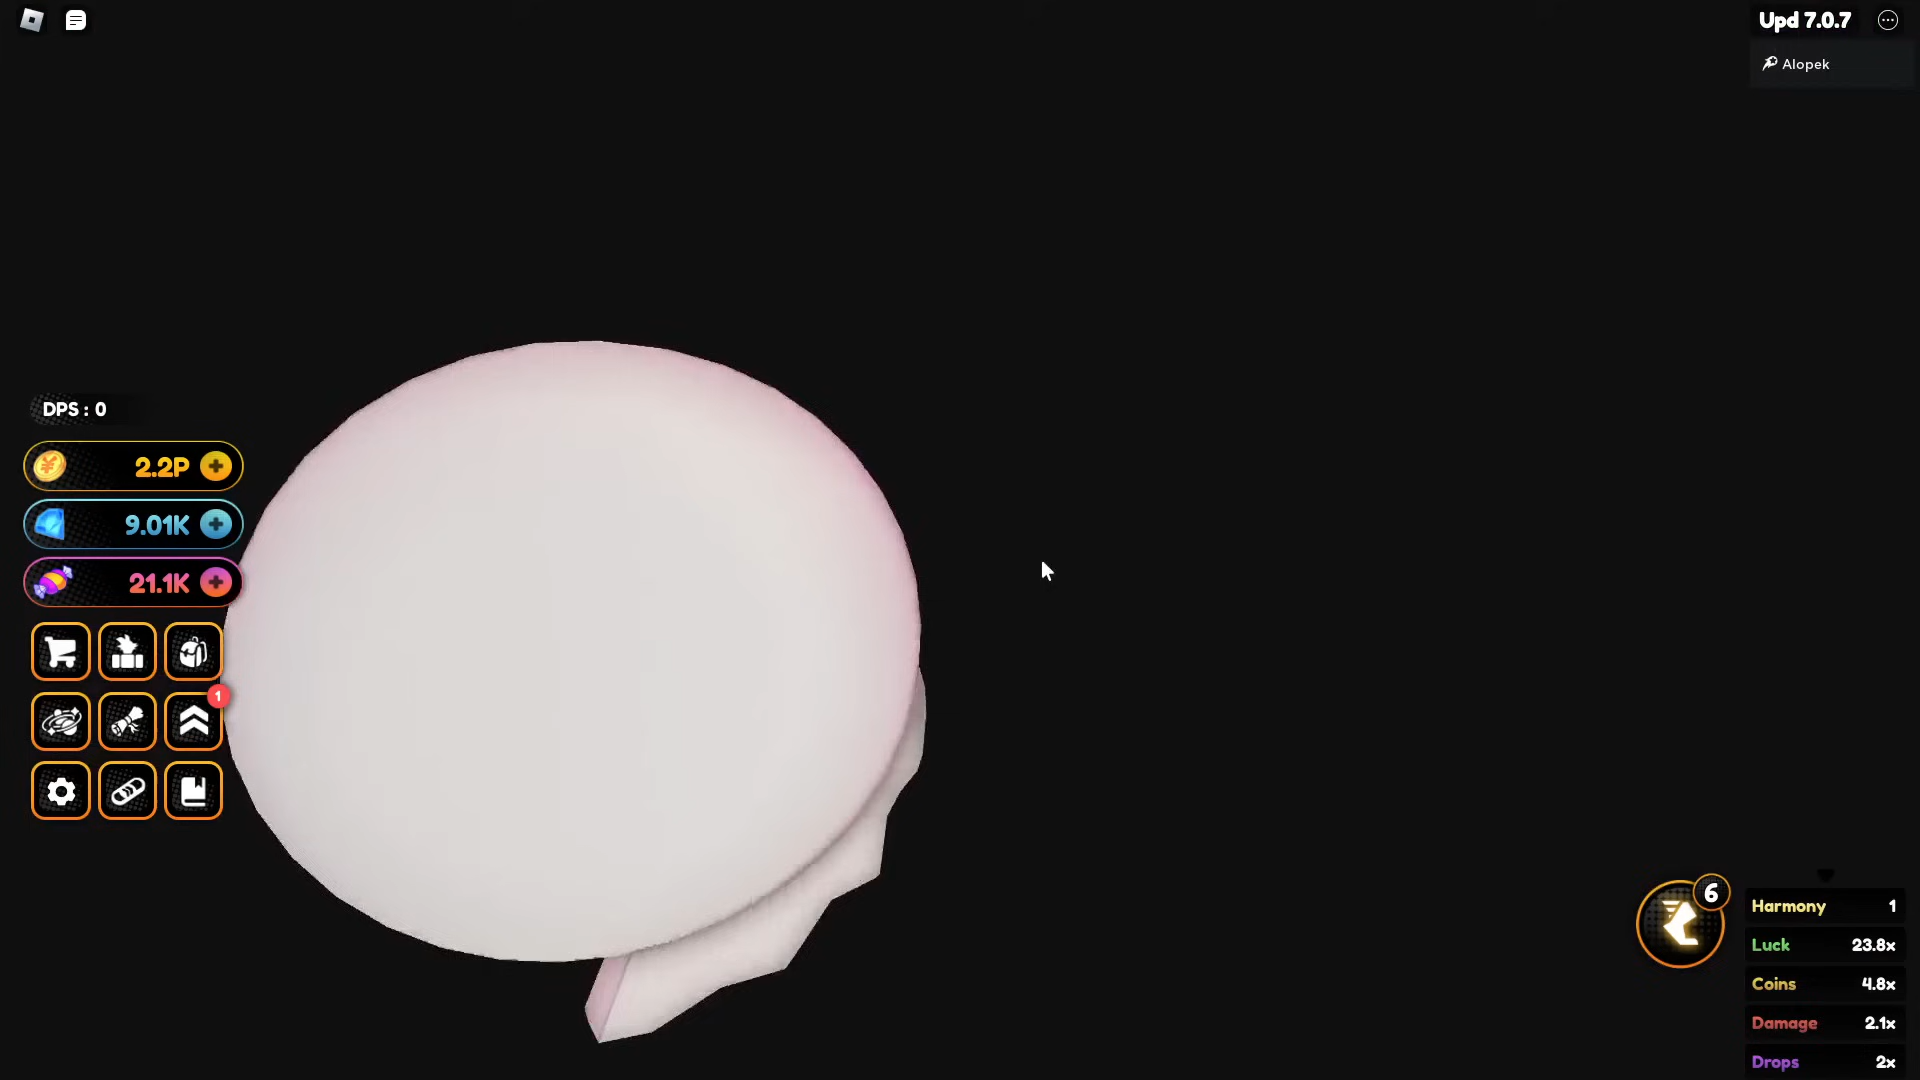 Upd 7.0.7
Alopek
DPS : 0
2.2P
9.01K
21.1K
1
6
Harmony 1
Luck 23.8x
Coins 4.8x
Damage 2.1x
Drops 2x